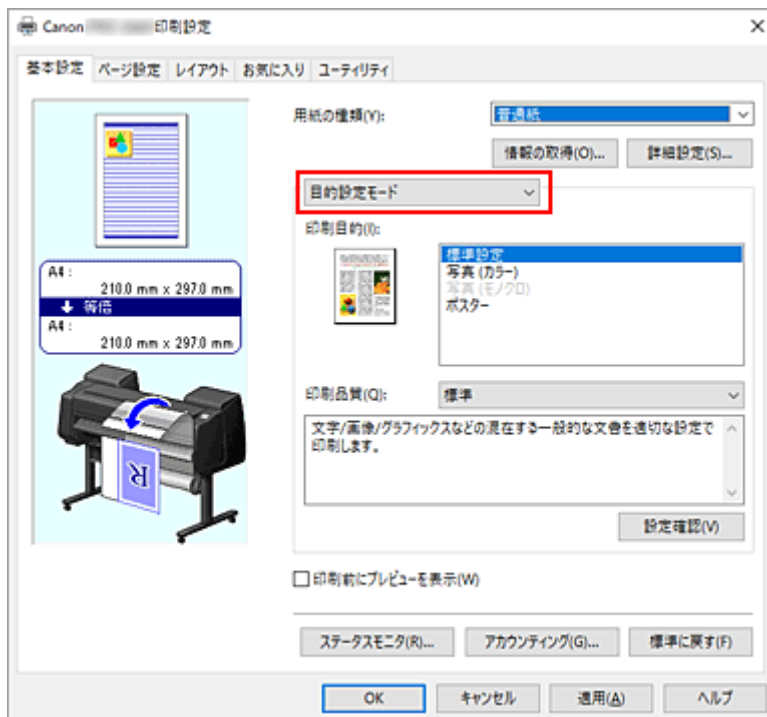 Canon 印刷設定
基本設定 ページ設定 レイアウト お気に入り ユーティリティ
用紙の種類(Y): 普通紙
情報の取得(O)... 詳細設定(S)...
目的設定モード
印刷目的(I):
標準設定
写真 (カラー)
写真 (モノクロ)
ポスター
A4 :
210.0 mm x 297.0 mm
等倍
A4 :
210.0 mm x 297.0 mm
R
印刷品質(Q): 標準
文字/画像/グラフィックスなどの混在する一般的な文書を適切な設定で
印刷します。
設定確認(V)
印刷前にプレビューを表示(W)
ステータスモニタ(R)... アカウンティング(G)... 標準に戻す(F)
OK キャンセル 適用(A) ヘルプ